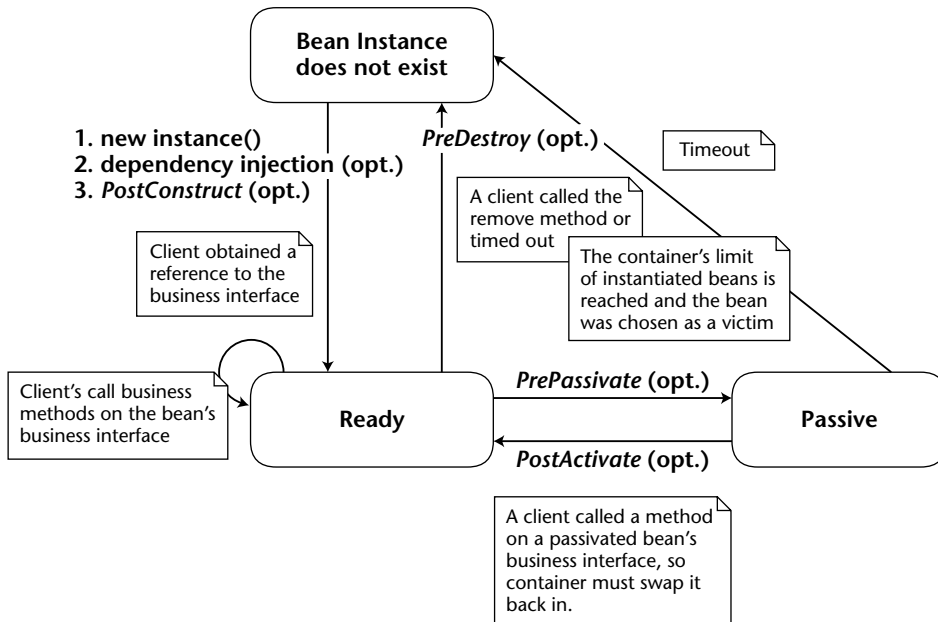 Bean Instance
does not exist
1. new instance()
2. dependency injection (opt.)
3. PostConstruct (opt.)
PreDestroy (opt.)
Timeout
A client called the
remove method or
timed out
Client obtained a
reference to the
business interface
The container's limit
of instantiated beans is
reached and the bean
was chosen as a victim
Client's call business
methods on the bean's
business interface
Ready
PrePassivate (opt.)
Passive
PostActivate (opt.)
A client called a method
on a passivated bean's
business interface, so
container must swap it
back in.